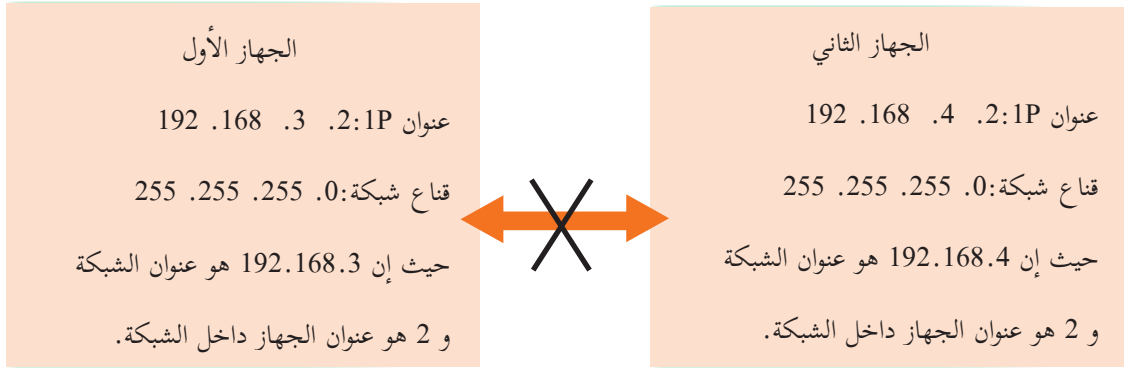 الجهاز الثاني
عنوان 1P:‏2. 4. 168. 192
قناع شبكة:0. 255. 255. 255
حيث إن 192.168.4 هو عنوان الشبكة
و 2 هو عنوان الجهاز داخل الشبكة.
الجهاز الأول
عنوان 1P:‏2. 3. 168. 192
قناع شبكة:0. 255. 255. 255
حيث إن 192.168.3 هو عنوان الشبكة
و 2 هو عنوان الجهاز داخل الشبكة.